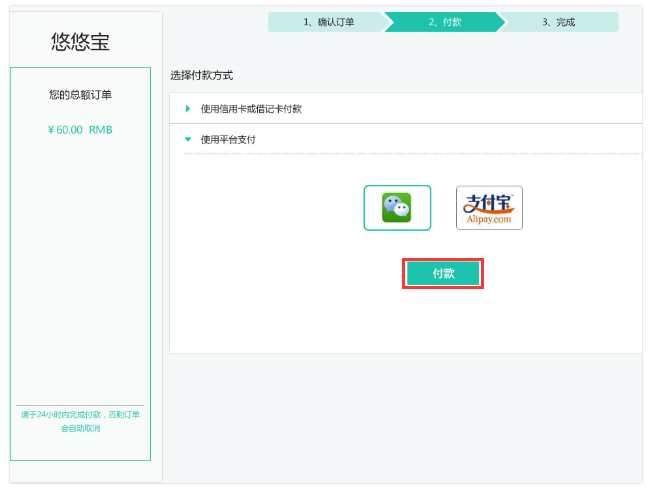 悠悠宝
您的总额订单
¥ 60.00 RMB
请于24小时内完成付款，否则订单
会自动取消
1、确认订单
2、付款
3、完成
选择付款方式
使用信用卡或借记卡付款
使用平台支付
支付宝
Alipay.com
付款